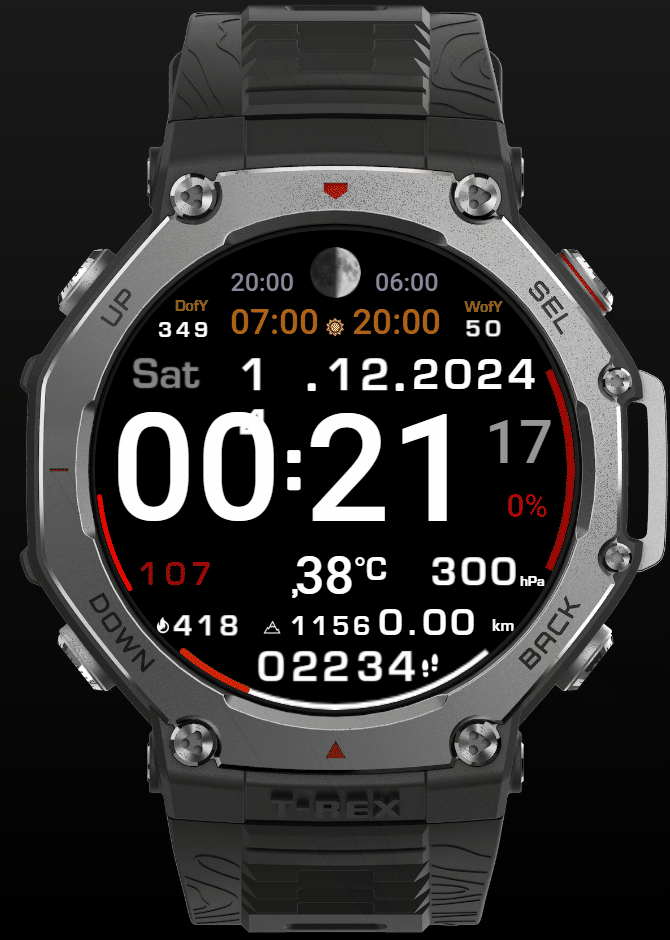 UP
SEL
20:00 06:00
DofY WofY
349 07:00 20:00 50
Sat 1 .12.2024
4
00:21 17
0%
107 ,38°C 300hPa
418 1156 0.00 km
02234
DOWN
BACK
T-REX